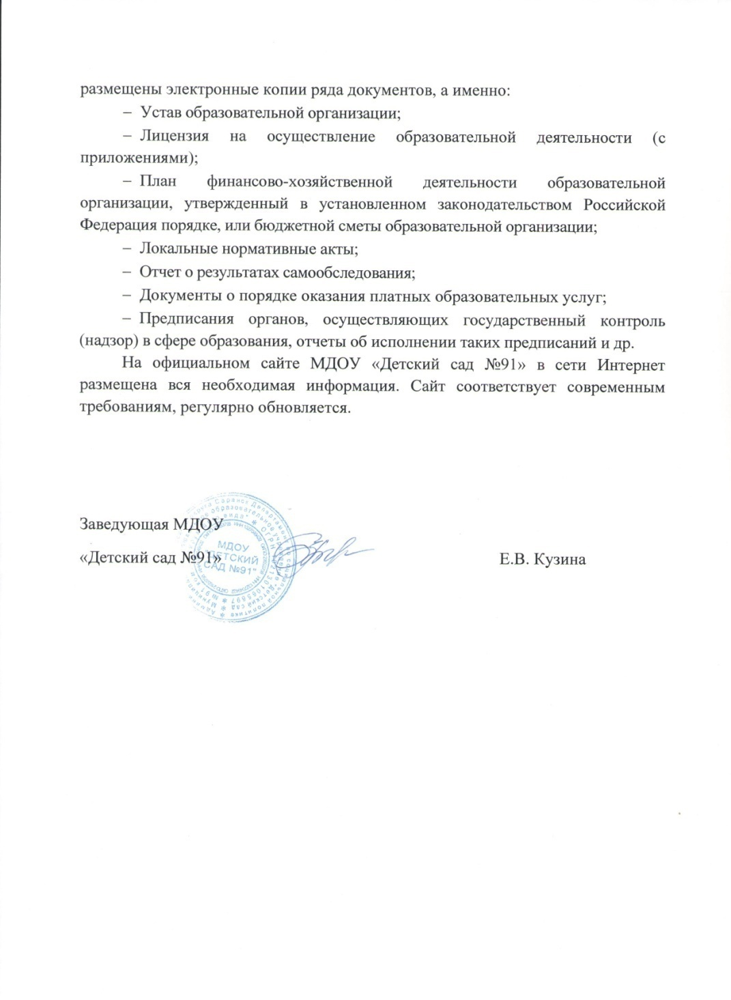 размещены электронные копии ряда документов, а именно:
– Устав образовательной организации;
– Лицензия на осуществление образовательной деятельности (с
приложениями);
– План финансово-хозяйственной деятельности образовательной
организации, утвержденный в установленном законодательством Российской
Федерация порядке, или бюджетной сметы образовательной организации;
– Локальные нормативные акты;
– Отчет о результатах самообследования;
– Документы о порядке оказания платных образовательных услуг;
– Предписания органов, осуществляющих государственный контроль
(надзор) в сфере образования, отчеты об исполнении таких предписаний и др.
На официальном сайте МДОУ «Детский сад №91» в сети Интернет
размещена вся необходимая информация. Сайт соответствует современным
требованиям, регулярно обновляется.
Заведующая МДОУ
«Детский сад №91»
Е.В. Кузина
МДОУ
"ДЕТСКИЙ
САД №91"